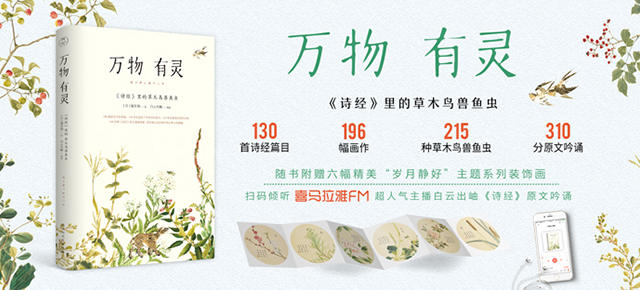 万物 有灵
《诗经》里的草木鸟兽鱼虫
万物
有灵
万物 有灵
《诗经》里的草木鸟兽鱼虫
130
首诗经篇目
196
幅画作
215
种草木鸟兽鱼虫
310
分原文吟诵
随书附赠六幅精美“岁月静好”主题系列装饰画
扫码倾听 喜马拉雅FM 超人气主播白云出岫《诗经》原文吟诵